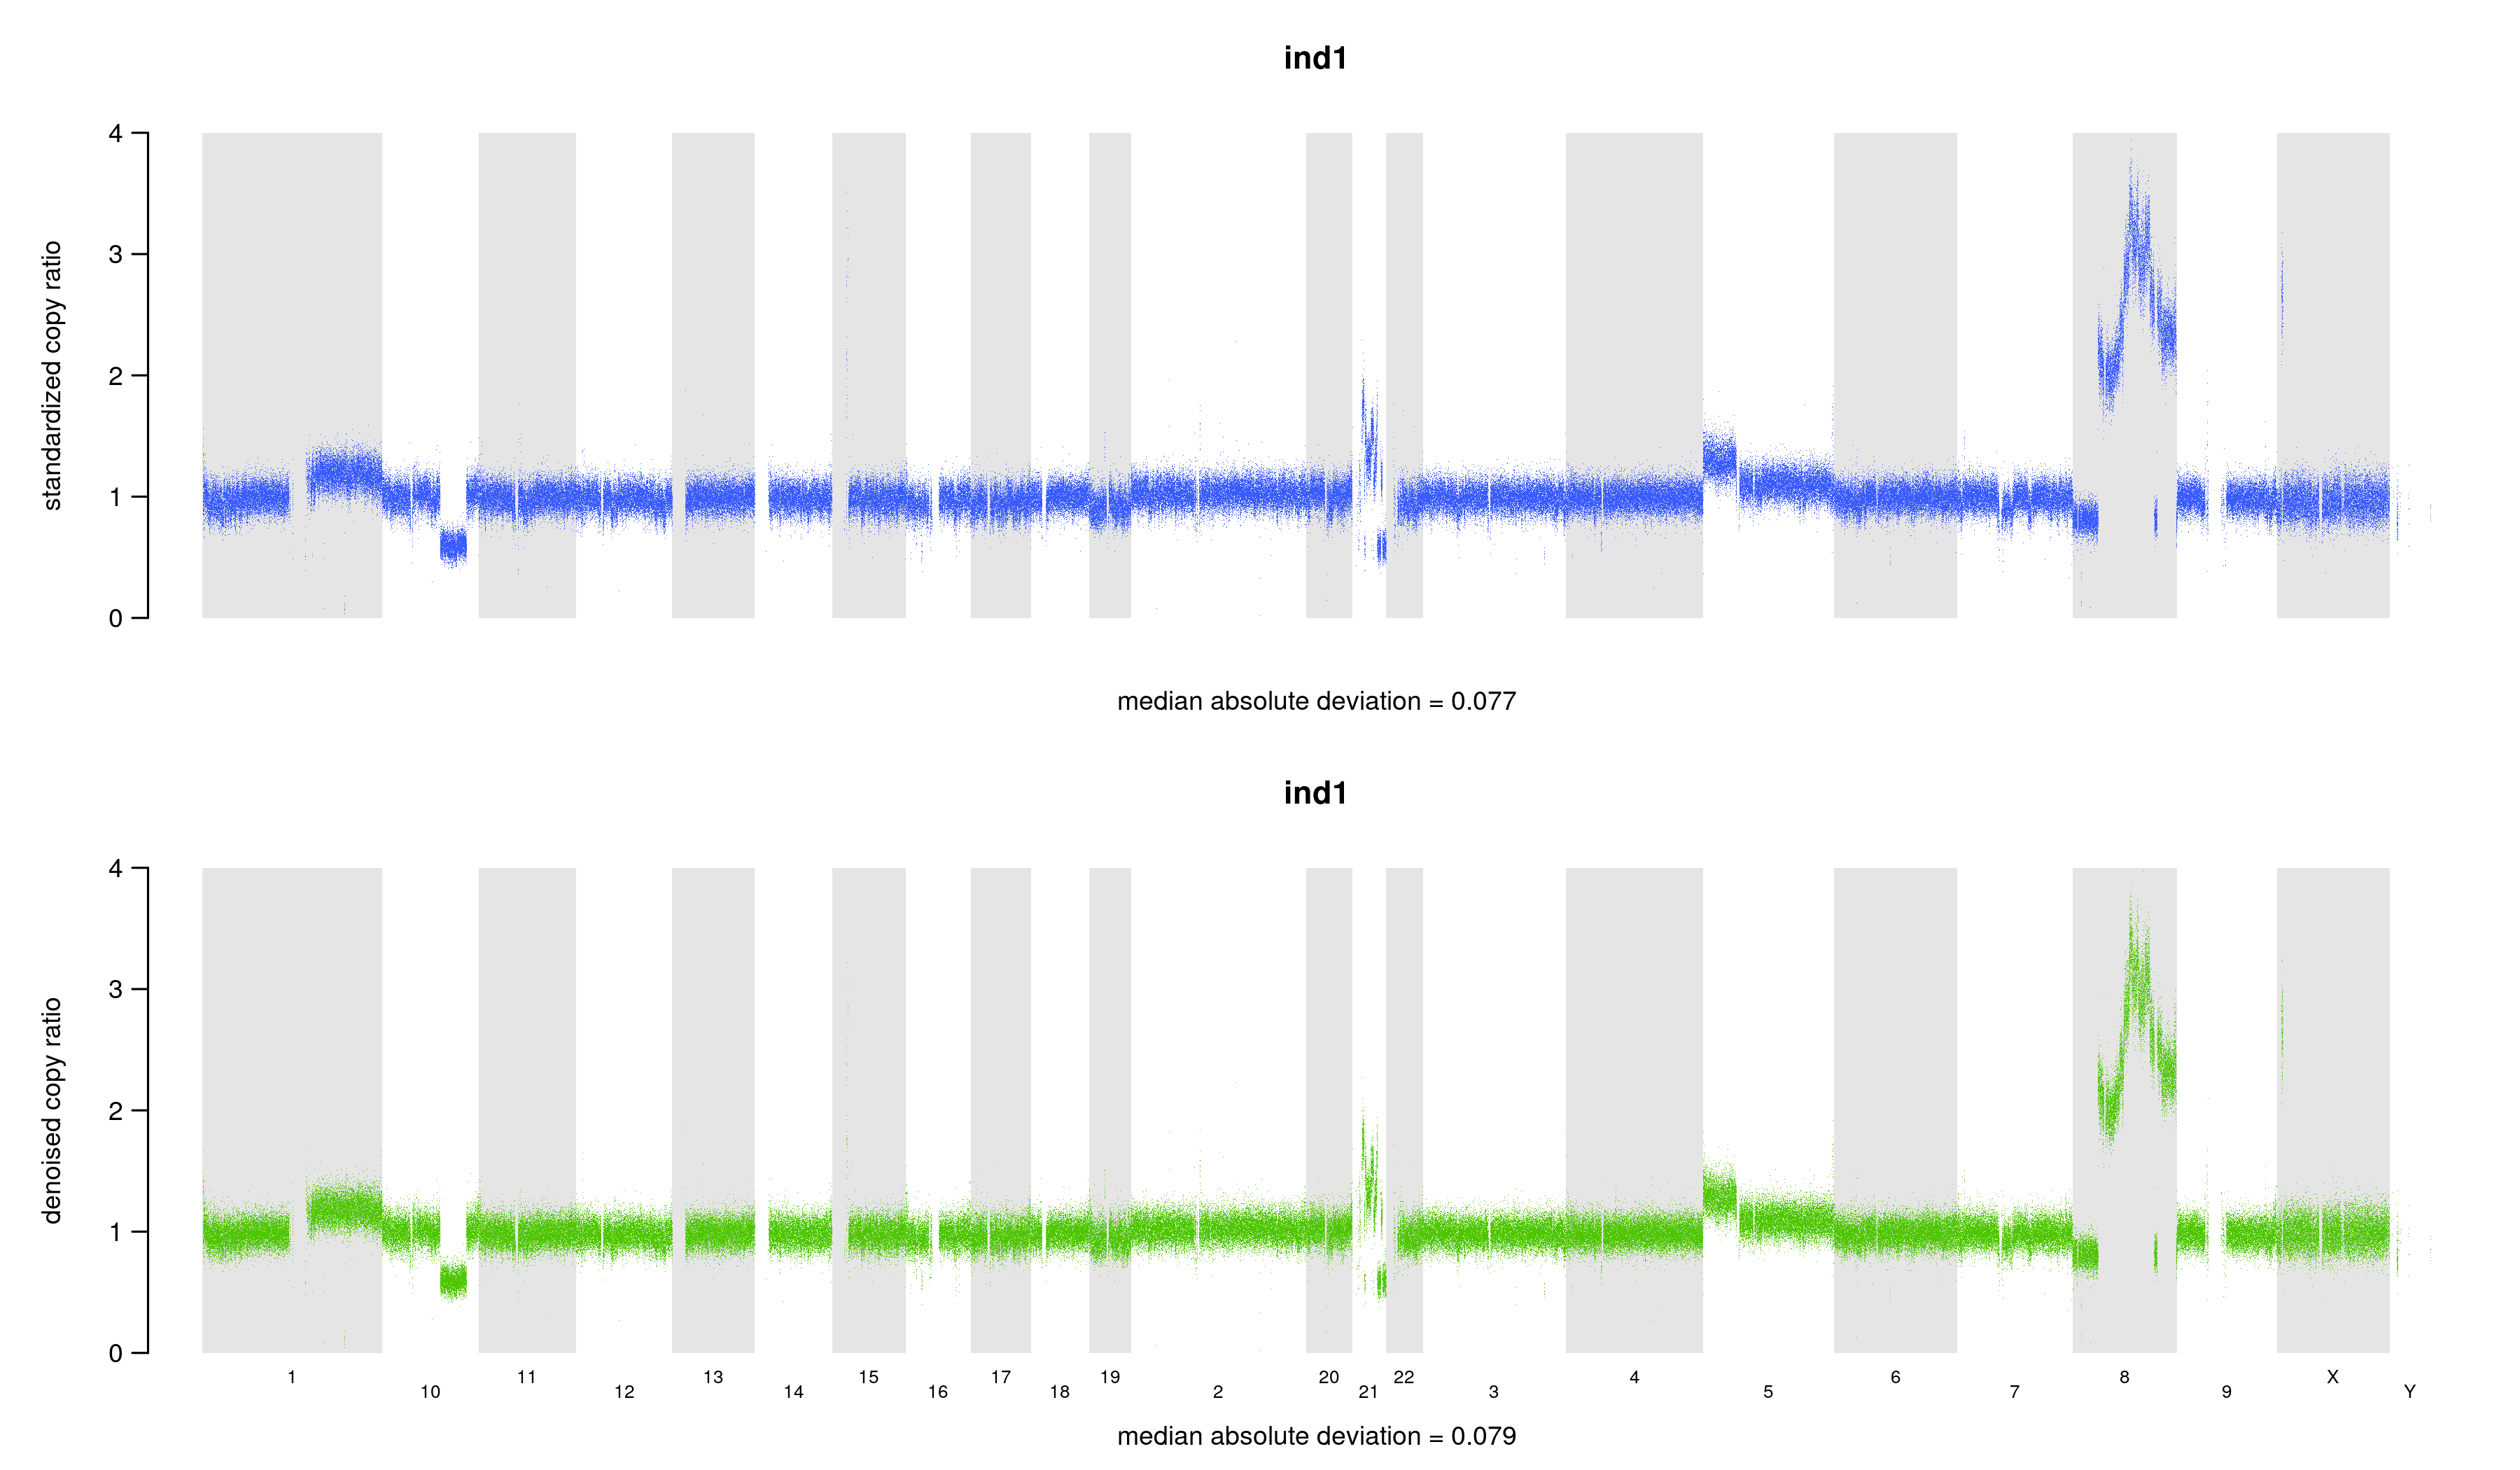 ind1
standardized copy ratio
4
3
2
1
0
median absolute deviation = 0.077
ind1
denoised copy ratio
4
3
2
1
0
1 10 11 12 13 14 15 16 17 18 19 2 20 21 22 3 4 5 6 7 8 9 X Y
median absolute deviation = 0.079